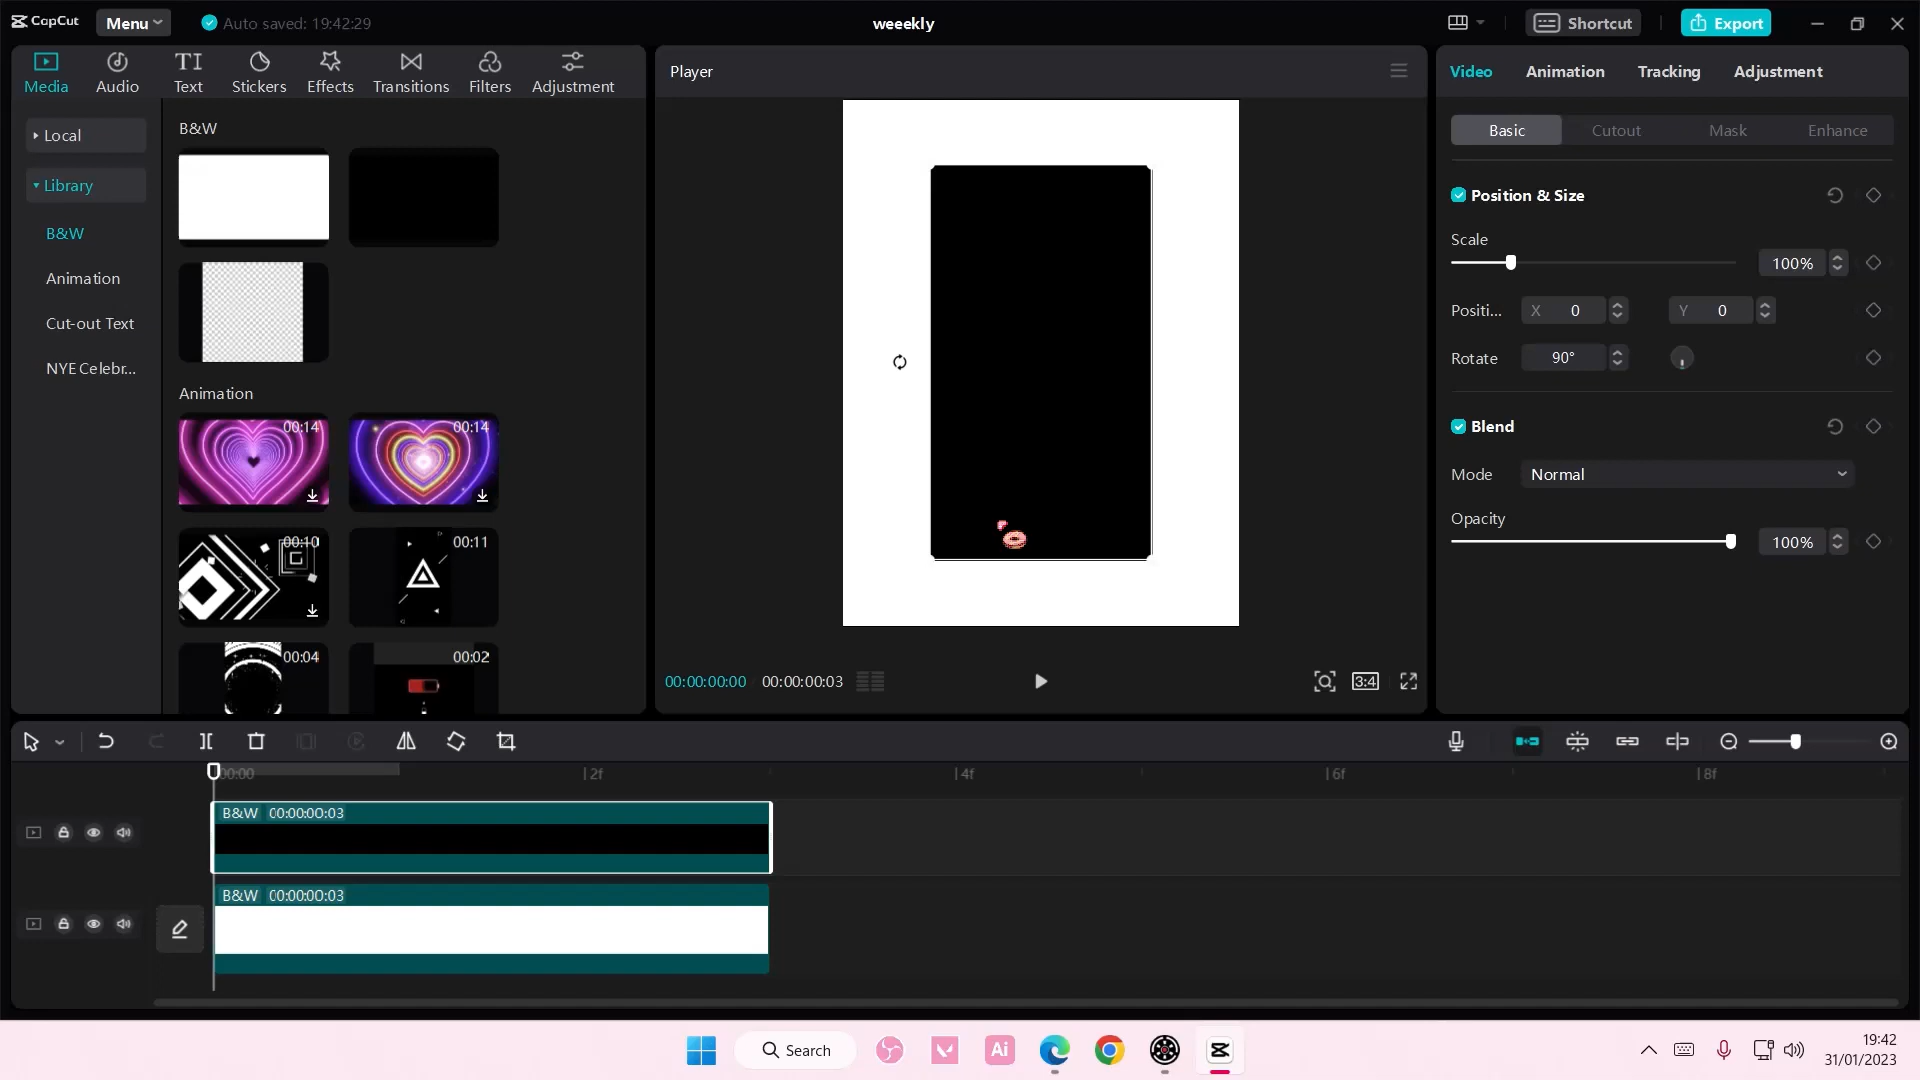 CapCut
Menu
Auto saved: 19:42:29
weeekly
Shortcut
Export
Media
Audio
TI
Text
Stickers
Effects
Transitions
Filters
Adjustment
Player
Video
Animation
Tracking
Adjustment
Local
Library
B&W
Animation
Cut-out Text
NYE Celebr...
B&W
Animation
00:14
00:14
00:10
00:11
00:04
00:02
Basic
Cutout
Mask
Enhance
Position & Size
Scale
100%
Positi...
X 0
Y 0
Rotate
90°
Blend
Mode
Normal
Opacity
100%
00:00:00:00
00:00:00:03
3:4
00:00
2f
4f
6f
8f
B&W 00:00:00:03
B&W 00:00:00:03
Search
Ai
19:42
31/01/2023